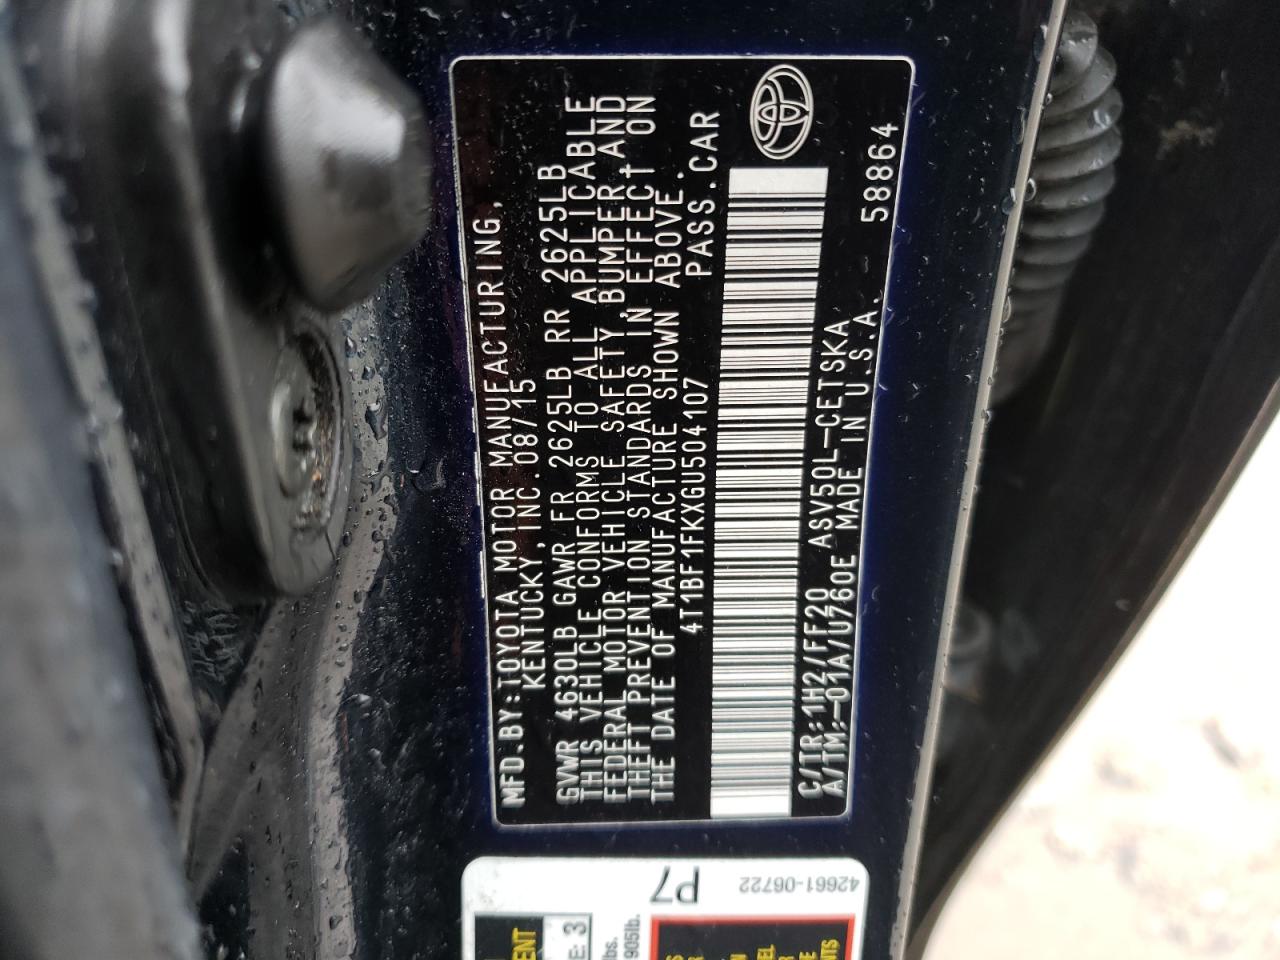 MFD.BY:TOYOTA MOTOR MANUFACTURING,
KENTUCKY, INC. 08/15
GVWR 4630LB GAWR FR 2625LB RR 2625LB
THIS VEHICLE CONFORMS TO ALL APPLICABLE
FEDERAL MOTOR VEHICLE SAFETY, BUMPER, AND
THEFT PREVENTION STANDARDS IN EFFECT ON
THE DATE OF MANUFACTURE SHOWN ABOVE.
4T1BF1FKXGU504107 PASS.CAR
C/TR:1H2/FF20 ASV50L-CETSKA
A/TM:-01A/U760E MADE IN U.S.A. 58864
P7
42661-06722
3
lbs.
905lb.